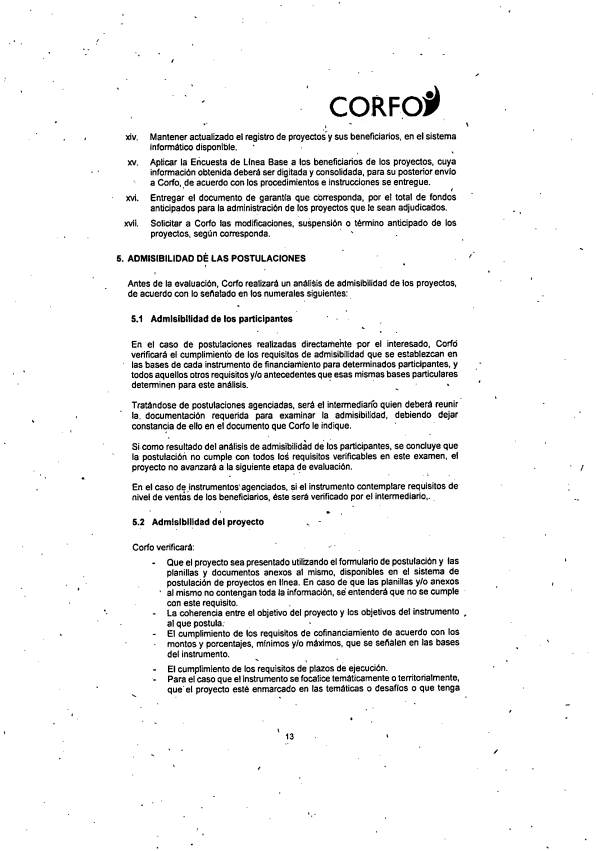 CORFO
xiv. Mantener actualizado el registro de proyectos y sus beneficiarios, en el sistema
informático disponible.
xv. Aplicar la Encuesta de Línea Base a los beneficiarios de los proyectos, cuya
información obtenida deberá ser digitada y consolidada, para su posterior envío
a Corfo, de acuerdo con los procedimientos e instrucciones se entregue.
xvi. Entregar el documento de garantía que corresponda, por el total de fondos
anticipados para la administración de los proyectos que le sean adjudicados.
xvii. Solicitar a Corfo las modificaciones, suspensión o término anticipado de los
proyectos, según corresponda.
5. ADMISIBILIDAD DE LAS POSTULACIONES
Antes de la evaluación, Corfo realizará un análisis de admisibilidad de los proyectos,
de acuerdo con lo señalado en los numerales siguientes:
5.1 Admisibilidad de los participantes
En el caso de postulaciones realizadas directamente por el interesado, Corfo
verificará el cumplimiento de los requisitos de admisibilidad que se establezcan en
las bases de cada instrumento de financiamiento para determinados participantes, y
todos aquellos otros requisitos y/o antecedentes que esas mismas bases particulares
determinen para este análisis.
Tratándose de postulaciones agenciadas, será el intermediario quien deberá reunir
la documentación requerida para examinar la admisibilidad, debiendo dejar
constancia de ello en el documento que Corfo le indique.
Si como resultado del análisis de admisibilidad de los participantes, se concluye que
la postulación no cumple con todos los requisitos verificables en este examen, el
proyecto no avanzará a la siguiente etapa de evaluación.
En el caso de instrumentos agenciados, si el instrumento contemplare requisitos de
nivel de ventas de los beneficiarios, éste será verificado por el intermediario,.
5.2 Admisibilidad del proyecto
Corfo verificará:
- Que el proyecto sea presentado utilizando el formulario de postulación y las
planillas y documentos anexos al mismo, disponibles en el sistema de
postulación de proyectos en línea. En caso de que las planillas y/o anexos
al mismo no contengan toda la información, se entenderá que no se cumple
con este requisito.
- La coherencia entre el objetivo del proyecto y los objetivos del instrumento
al que postula.
- El cumplimiento de los requisitos de cofinanciamiento de acuerdo con los
montos y porcentajes, mínimos y/o máximos, que se señalen en las bases
del instrumento.
- El cumplimiento de los requisitos de plazos de ejecución.
- Para el caso que el instrumento se focalice temáticamente o territorialmente,
que el proyecto esté enmarcado en las temáticas o desafíos o que tenga
13